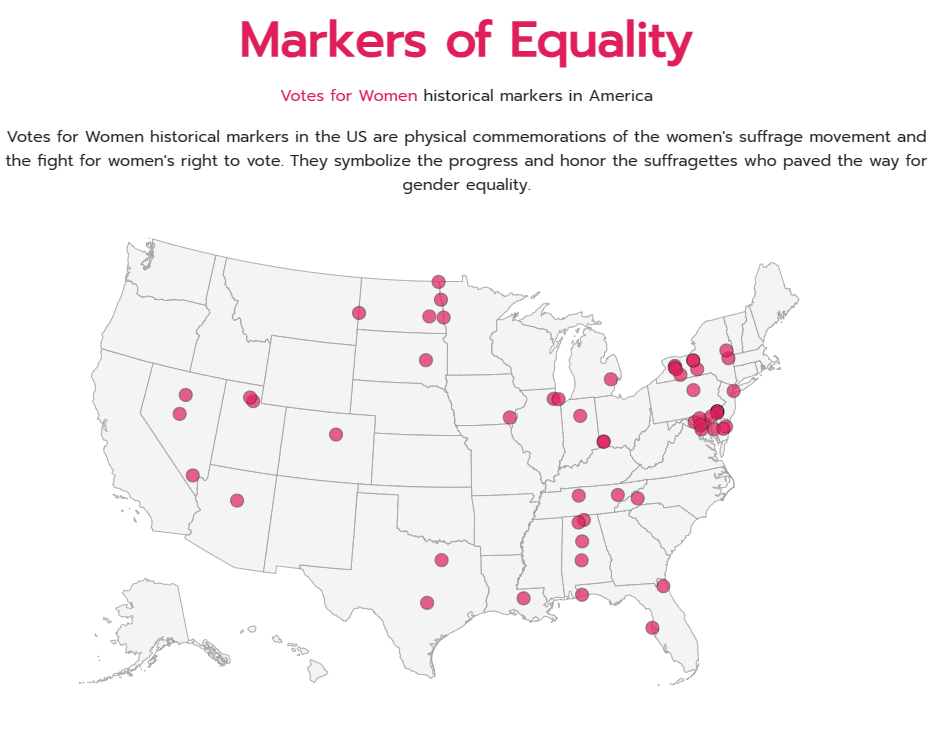 Markers of Equality
Votes for Women historical markers in America
Votes for Women historical markers in the US are physical commemorations of the women's suffrage movement and
the fight for women's right to vote. They symbolize the progress and honor the suffragettes who paved the way for
gender equality.